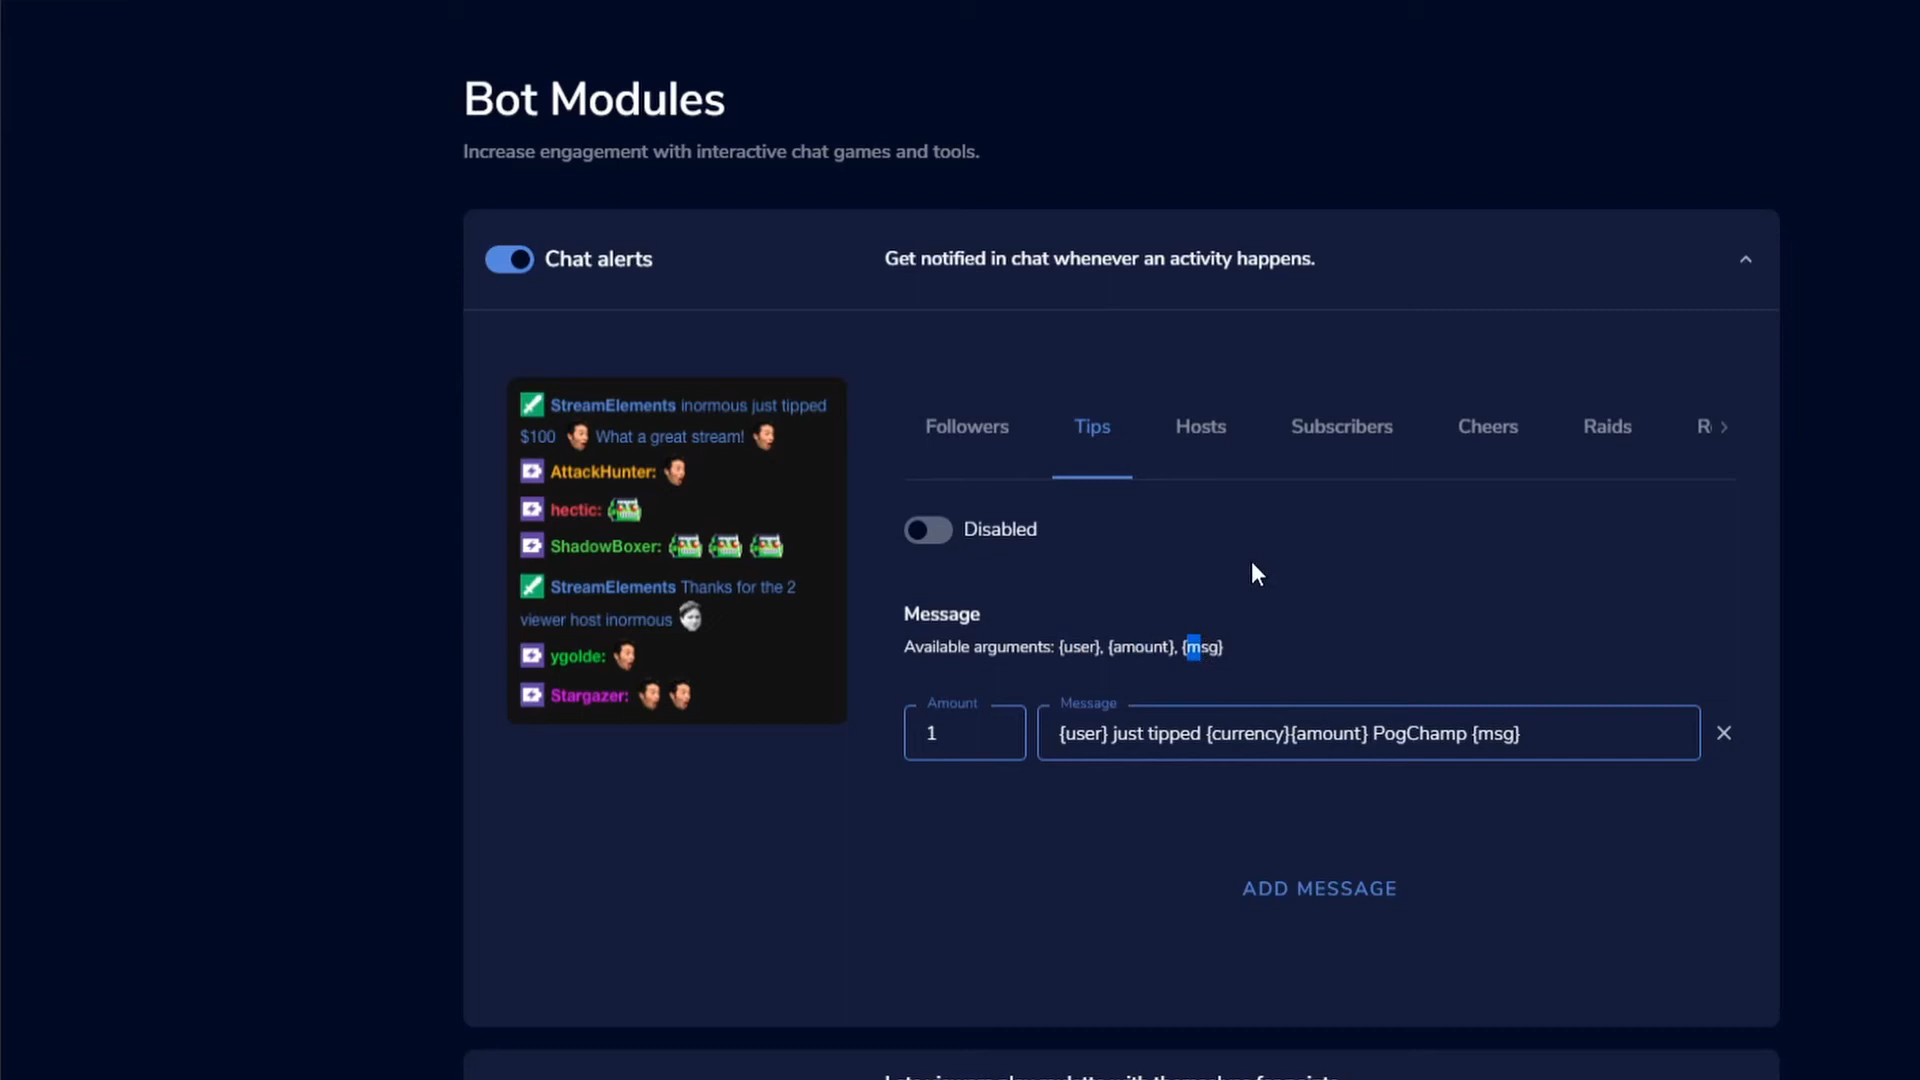 Bot Modules
Increase engagement with interactive chat games and tools.
Chat alerts
Get notified in chat whenever an activity happens.
StreamElements inormous just tipped
$100 What a great stream!
AttackHunter:
hectic:
ShadowBoxer:
StreamElements Thanks for the 2
viewer host inormous
ygolde:
Stargazer:
Followers Tips Hosts Subscribers Cheers Raids
Disabled
Message
Available arguments: {user}, {amount}, {msg}
Amount
1
Message
{user} just tipped {currency}{amount} PogChamp {msg}
ADD MESSAGE